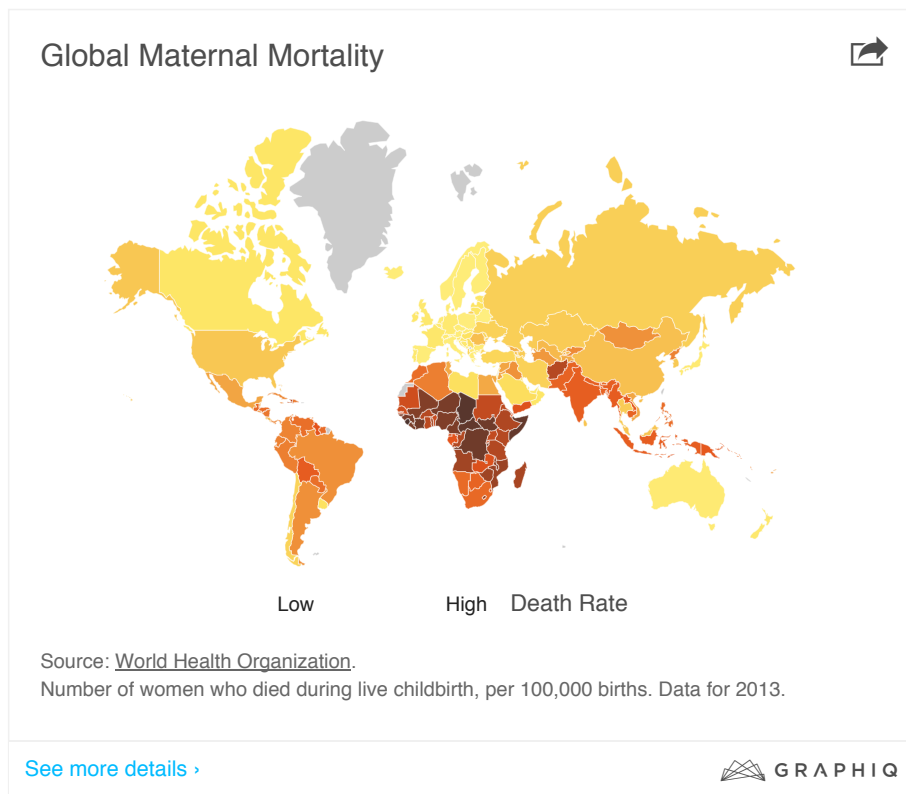 Global Maternal Mortality
Low High Death Rate
Source: World Health Organization.
Number of women who died during live childbirth, per 100,000 births. Data for 2013.
See more details ›
GRAPHIQ